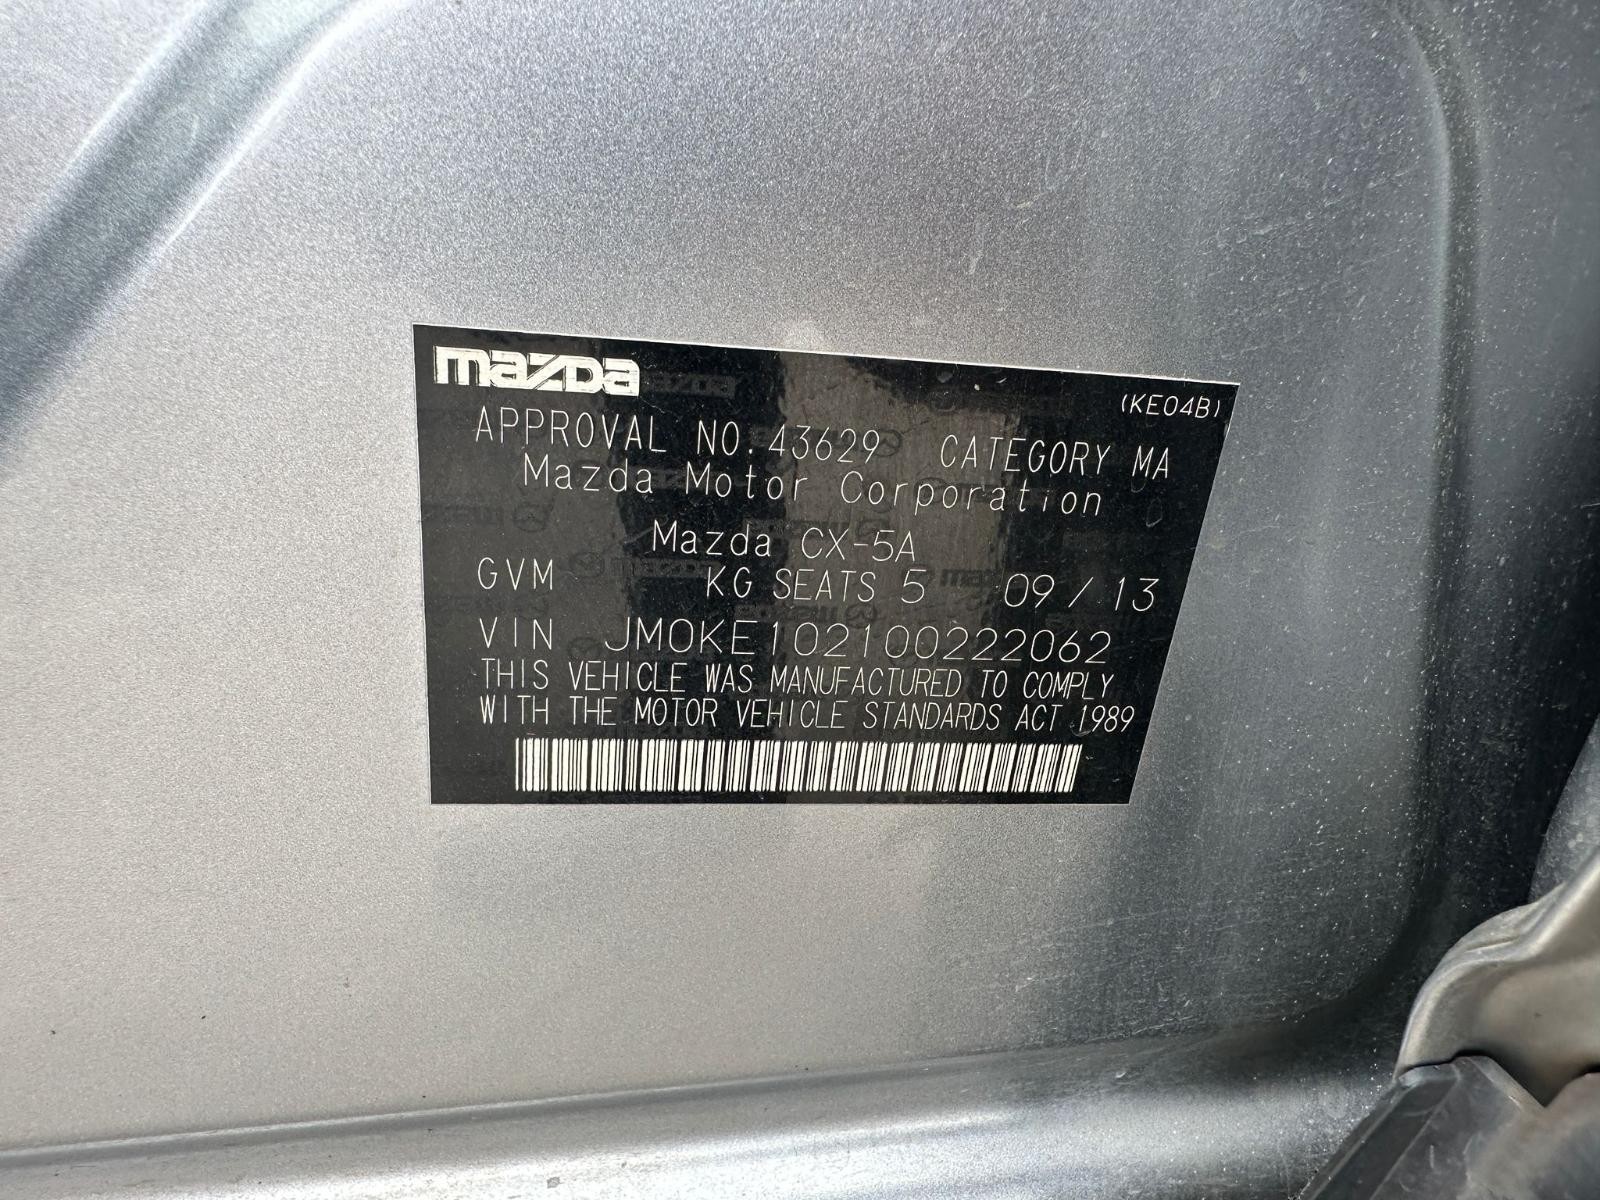 mazda
(KE04B)
APPROVAL NO. 43629 CATEGORY MA
Mazda Motor Corporation
Mazda CX-5A
GVM KG SEATS 5 09/13
VIN JM0KE102100222062
THIS VEHICLE WAS MANUFACTURED TO COMPLY
WITH THE MOTOR VEHICLE STANDARDS ACT 1989